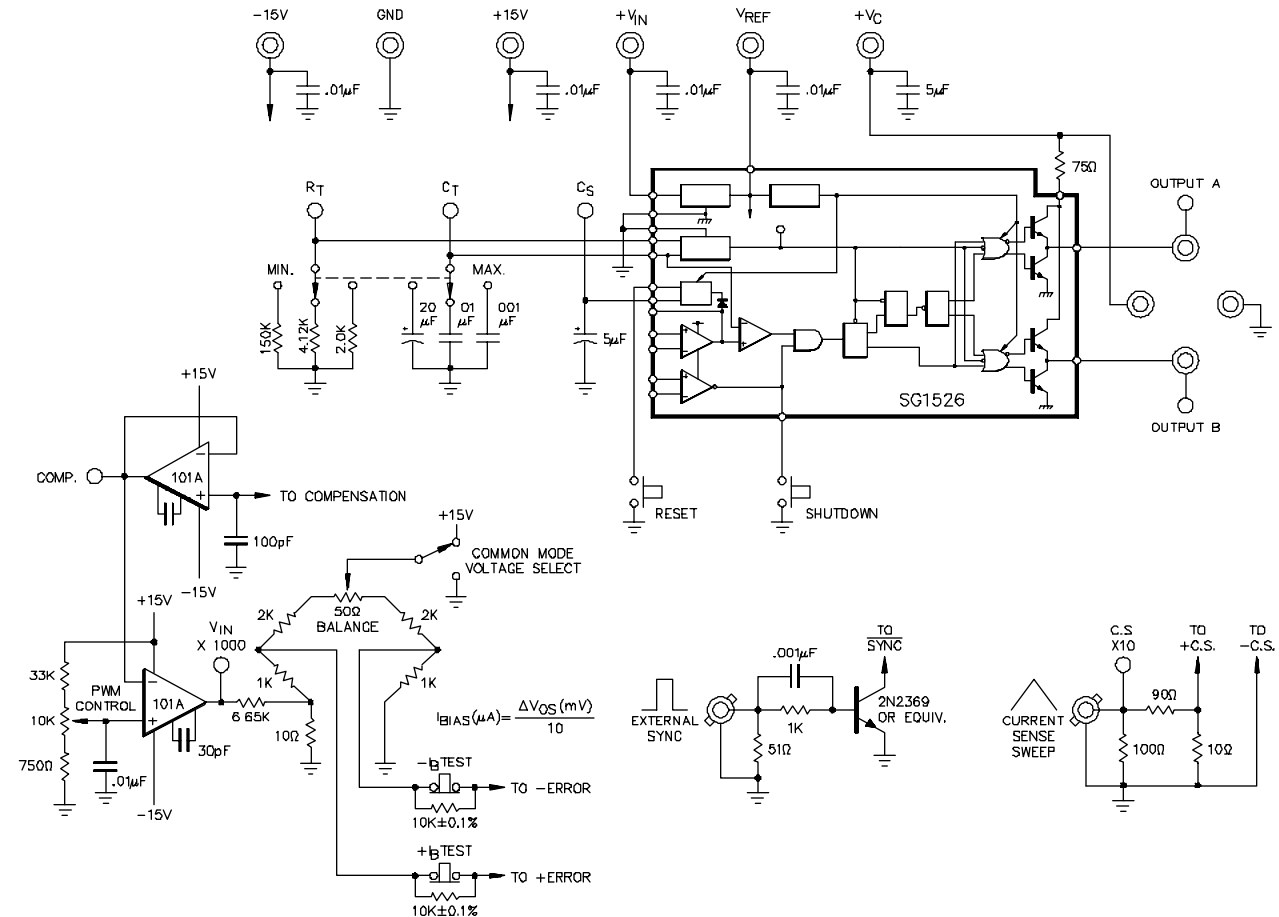 -15V
GND
+15V
+VIN
VREF
+VC
.01µF
.01µF
.01µF
.01µF
5µF
75Ω
OUTPUT A
RT
CT
CS
MIN.
MAX.
20 µF
.01 µF
.001 µF
5µF
150K
4.12K
2.0K
SG1526
OUTPUT B
+15V
COMP.
101A
TO COMPENSATION
100pF
-15V
RESET
SHUTDOWN
+15V
COMMON MODE
VOLTAGE SELECT
+15V
VIN
X 1000
2K
50Ω
BALANCE
2K
33K
PWM
CONTROL
101A
1K
1K
10K
6.65K
10Ω
30pF
750Ω
.01µF
-15V
IBIAS(µA)=ΔVOS(mV)/10
-IB TEST
TO -ERROR
10K±0.1%
+IB TEST
TO +ERROR
10K±0.1%
TO
SYNC
.001µF
EXTERNAL
SYNC
1K
2N2369
OR EQUIV.
51Ω
C.S.
X10
TO
+C.S.
TO
-C.S.
90Ω
CURRENT
SENSE
SWEEP
100Ω
10Ω